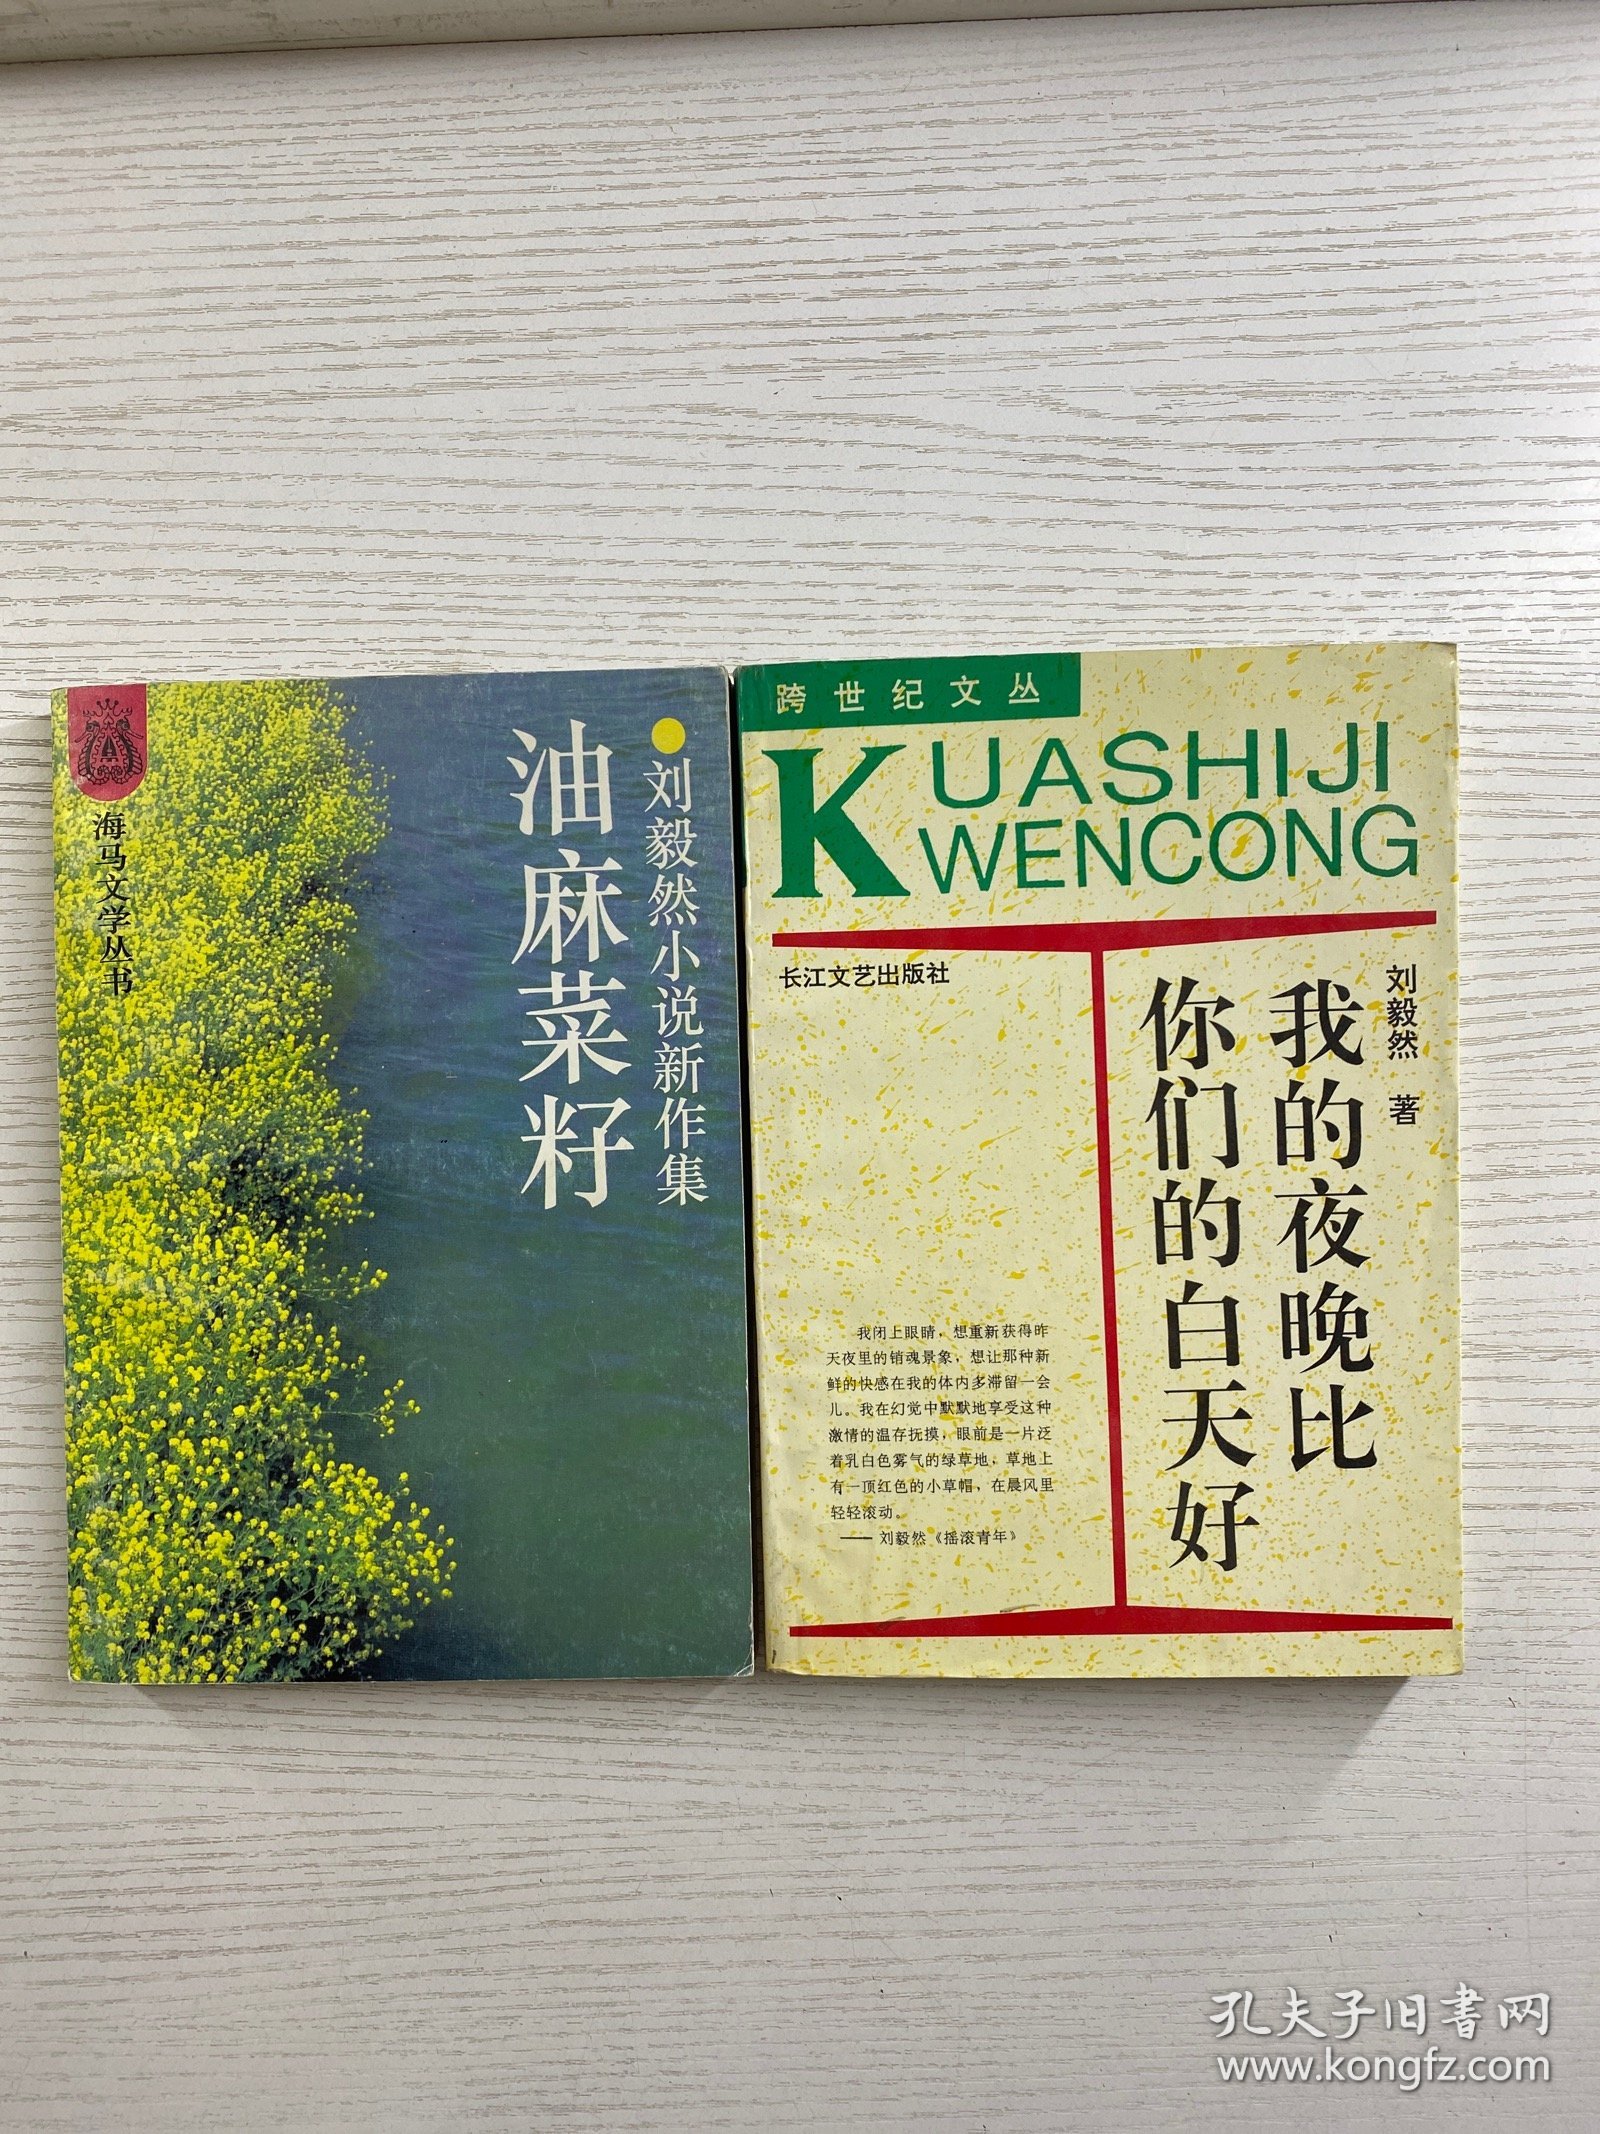 海马文学丛书
刘毅然小说新作集
油麻菜籽
跨世纪文丛
KUASHIJI
WENCONG
长江文艺出版社
刘毅然 著
我的夜晚比
你们的白天好
我闭上眼睛，想重新获得昨
天夜里的销魂景象，想让那种新
鲜的快感在我的体内多滞留一会
儿。我在幻觉中默默地享受这种
激情的温存抚摸，眼前是一片泛
着乳白色雾气的绿草地，草地上
有一顶红色的小草帽，在晨风里
轻轻滚动。
—— 刘毅然《摇滚青年》
孔夫子旧书网
www.kongfz.com